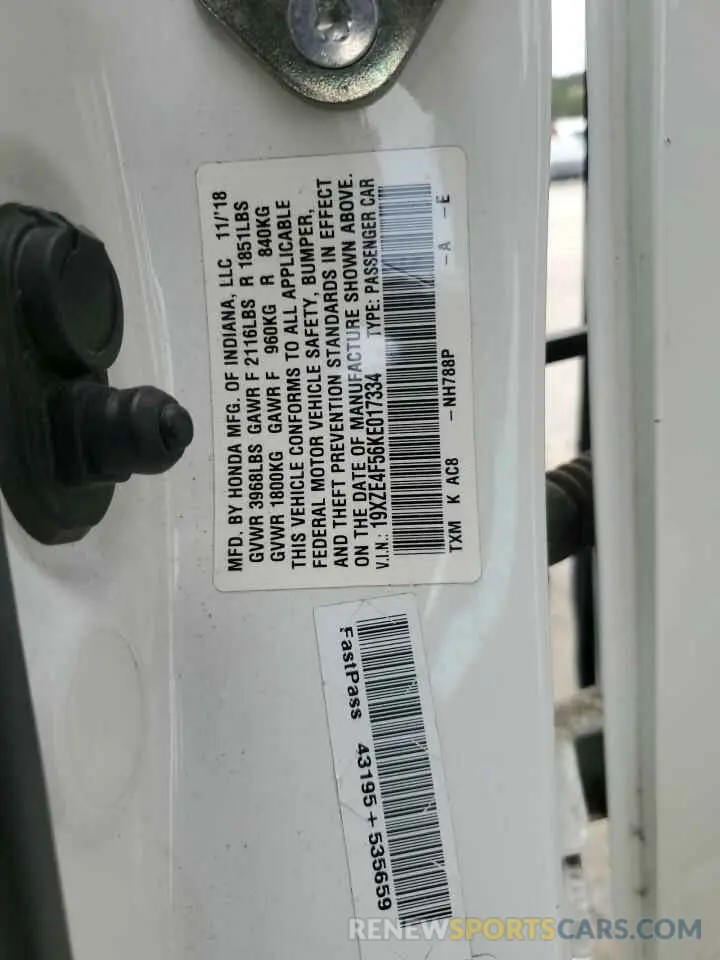 MFD. BY HONDA MFG. OF INDIANA, LLC 11/'18
GVWR 3968LBS GAWR F 2116LBS R 1851LBS
GVWR 1800KG GAWR F 960KG R 840KG
THIS VEHICLE CONFORMS TO ALL APPLICABLE
FEDERAL MOTOR VEHICLE SAFETY, BUMPER,
AND THEFT PREVENTION STANDARDS IN EFFECT
ON THE DATE OF MANUFACTURE SHOWN ABOVE.
V.I.N.: 19XZE4F56KE017334 TYPE: PASSENGER CAR
TXM K AC8 -NH788P -A -E
FastPass 43195+535659
RENEWSPORTSCARS.COM